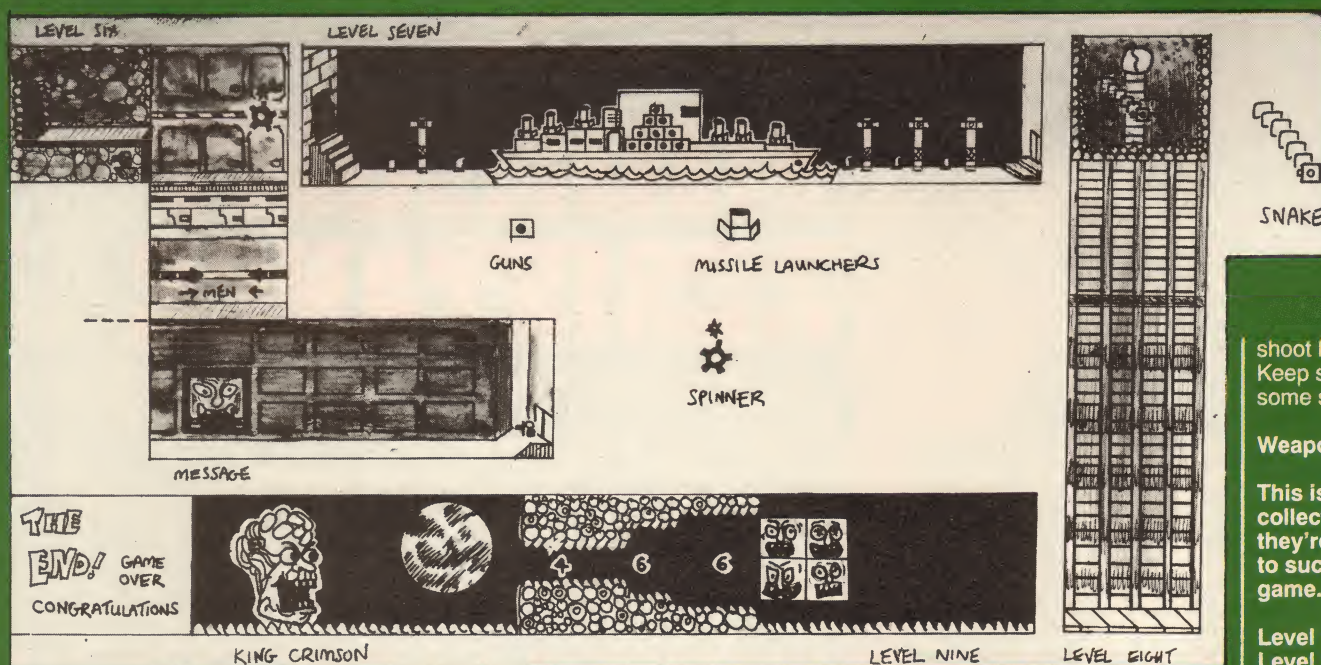 LEVEL SIX
LEVEL SEVEN
SNAKE
GUNS
MISSILE LAUNCHERS
→ MEN ←
SPINNER
MESSAGE
THE
END! GAME
OVER
CONGRATULATIONS
4 6 6
KING CRIMSON
LEVEL NINE
LEVEL EIGHT
shoot
Keep
some
This is
collec
they're
to suc
game.
Level
Level